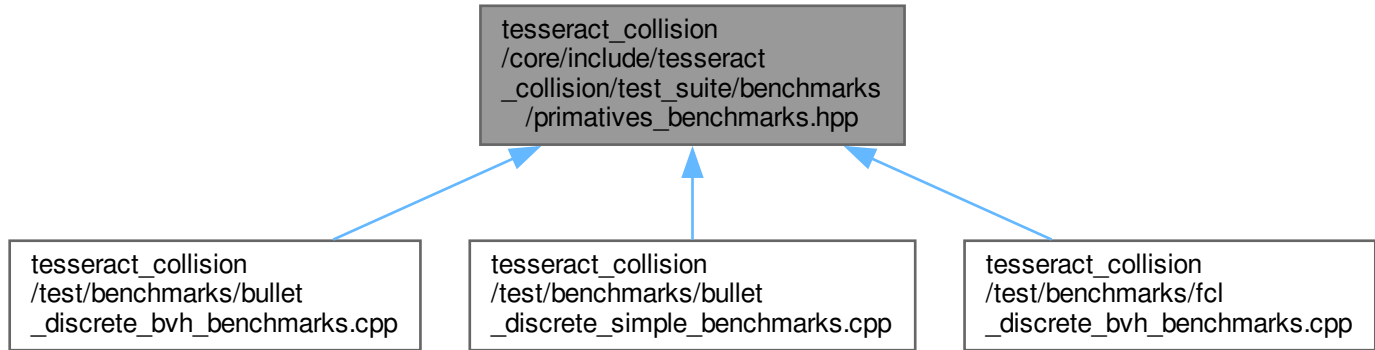 tesseract_collision
/core/include/tesseract
_collision/test_suite/benchmarks
/primatives_benchmarks.hpp
tesseract_collision
/test/benchmarks/bullet
_discrete_bvh_benchmarks.cpp
tesseract_collision
/test/benchmarks/bullet
_discrete_simple_benchmarks.cpp
tesseract_collision
/test/benchmarks/fcl
_discrete_bvh_benchmarks.cpp